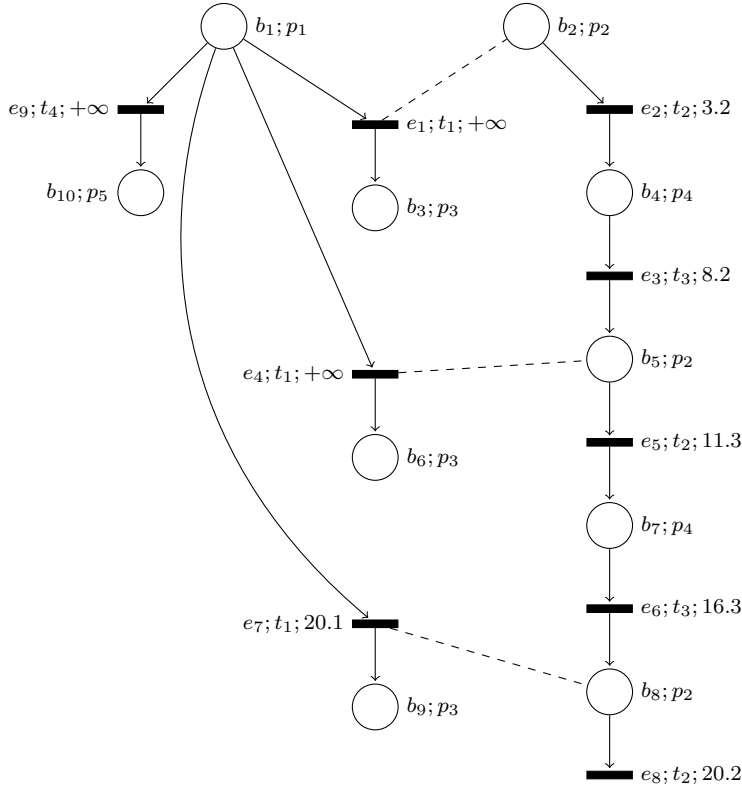 b₁; p₁
b₂; p₂
e₉; t₄; +∞
e₁; t₁; +∞
e₂; t₂; 3.2
b₁₀; p₅
b₃; p₃
b₄; p₄
e₃; t₃; 8.2
e₄; t₁; +∞
b₅; p₂
b₆; p₃
e₅; t₂; 11.3
b₇; p₄
e₇; t₁; 20.1
e₆; t₃; 16.3
b₉; p₃
b₈; p₂
e₈; t₂; 20.2